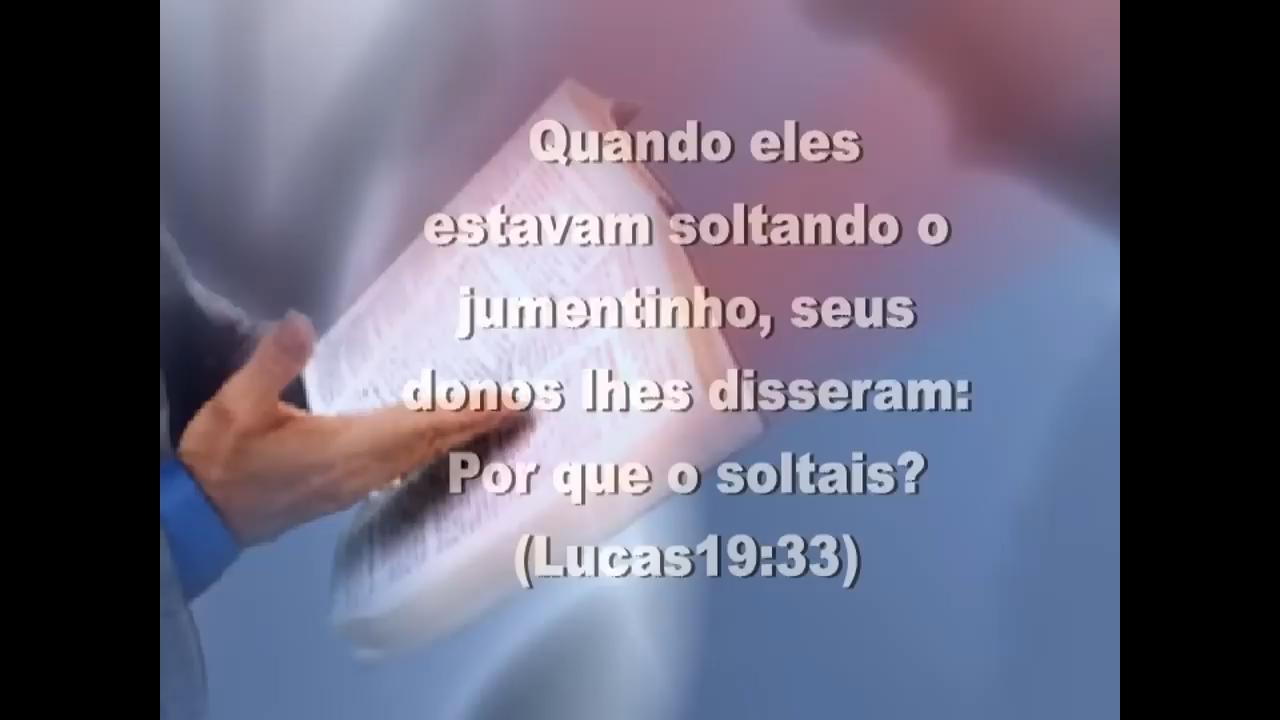 Quando eles
estavam soltando o
jumentinho, seus
donos lhes disseram:
Por que o soltais?
(Lucas19:33)